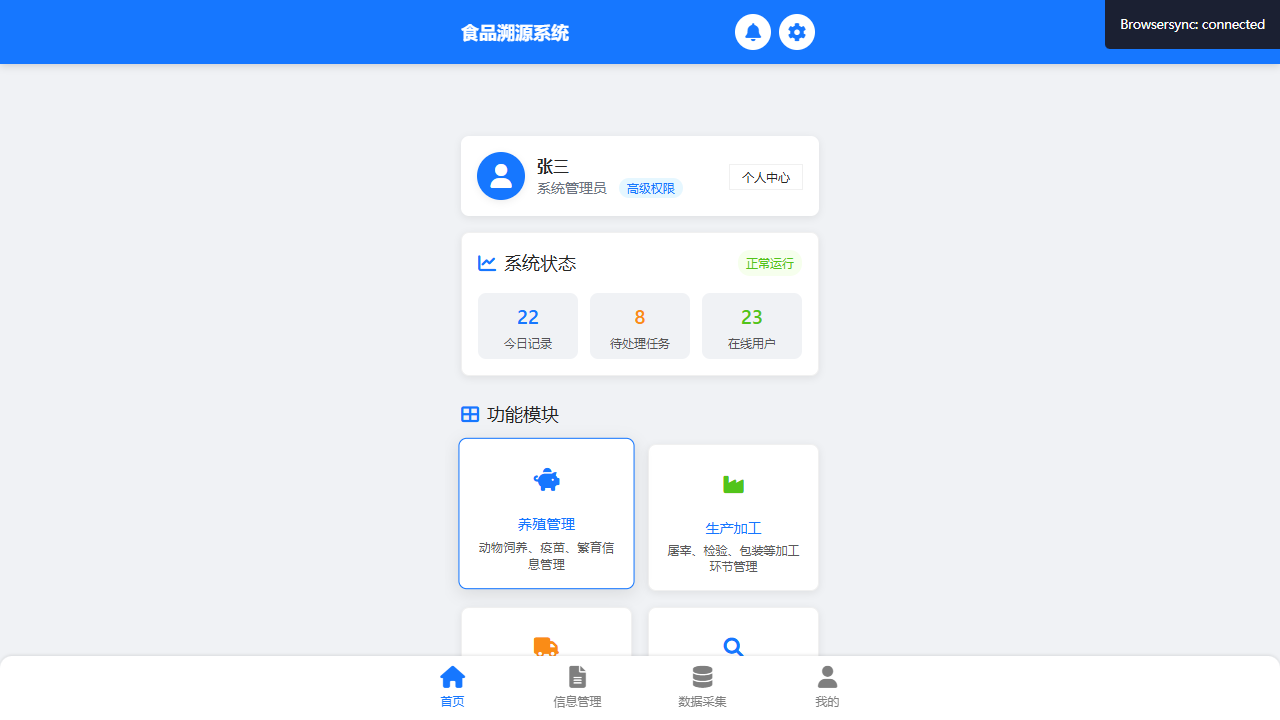 食品溯源系统
Browsersync: connected
张三
系统管理员 高级权限
个人中心
系统状态
正常运行
22
今日记录
8
待处理任务
23
在线用户
功能模块
养殖管理
动物饲养、疫苗、繁育信
息管理
生产加工
屠宰、检验、包装等加工
环节管理
首页
信息管理
数据采集
我的